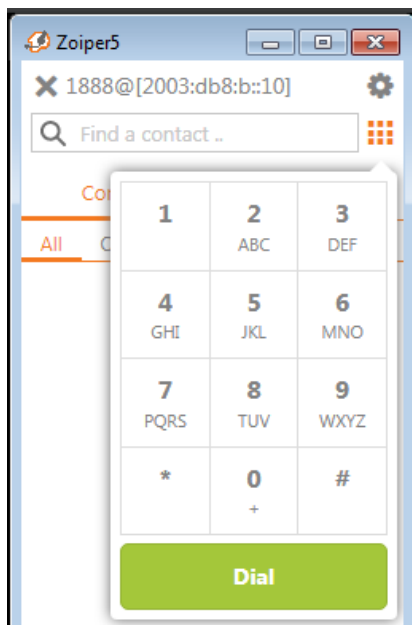 Zoiper5
1888@[2003:db8:b::10]
Find a contact ..
All
1 2 3
ABC DEF
4 5 6
GHI JKL MNO
7 8 9
PQRS TUV WXYZ
* 0 #
+
Dial